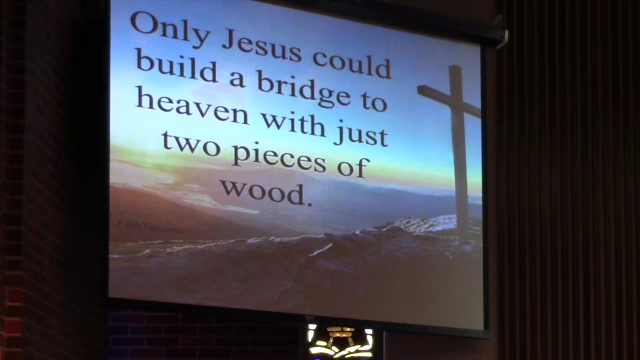 Only Jesus could
build a bridge to
heaven with just
two pieces of
wood.